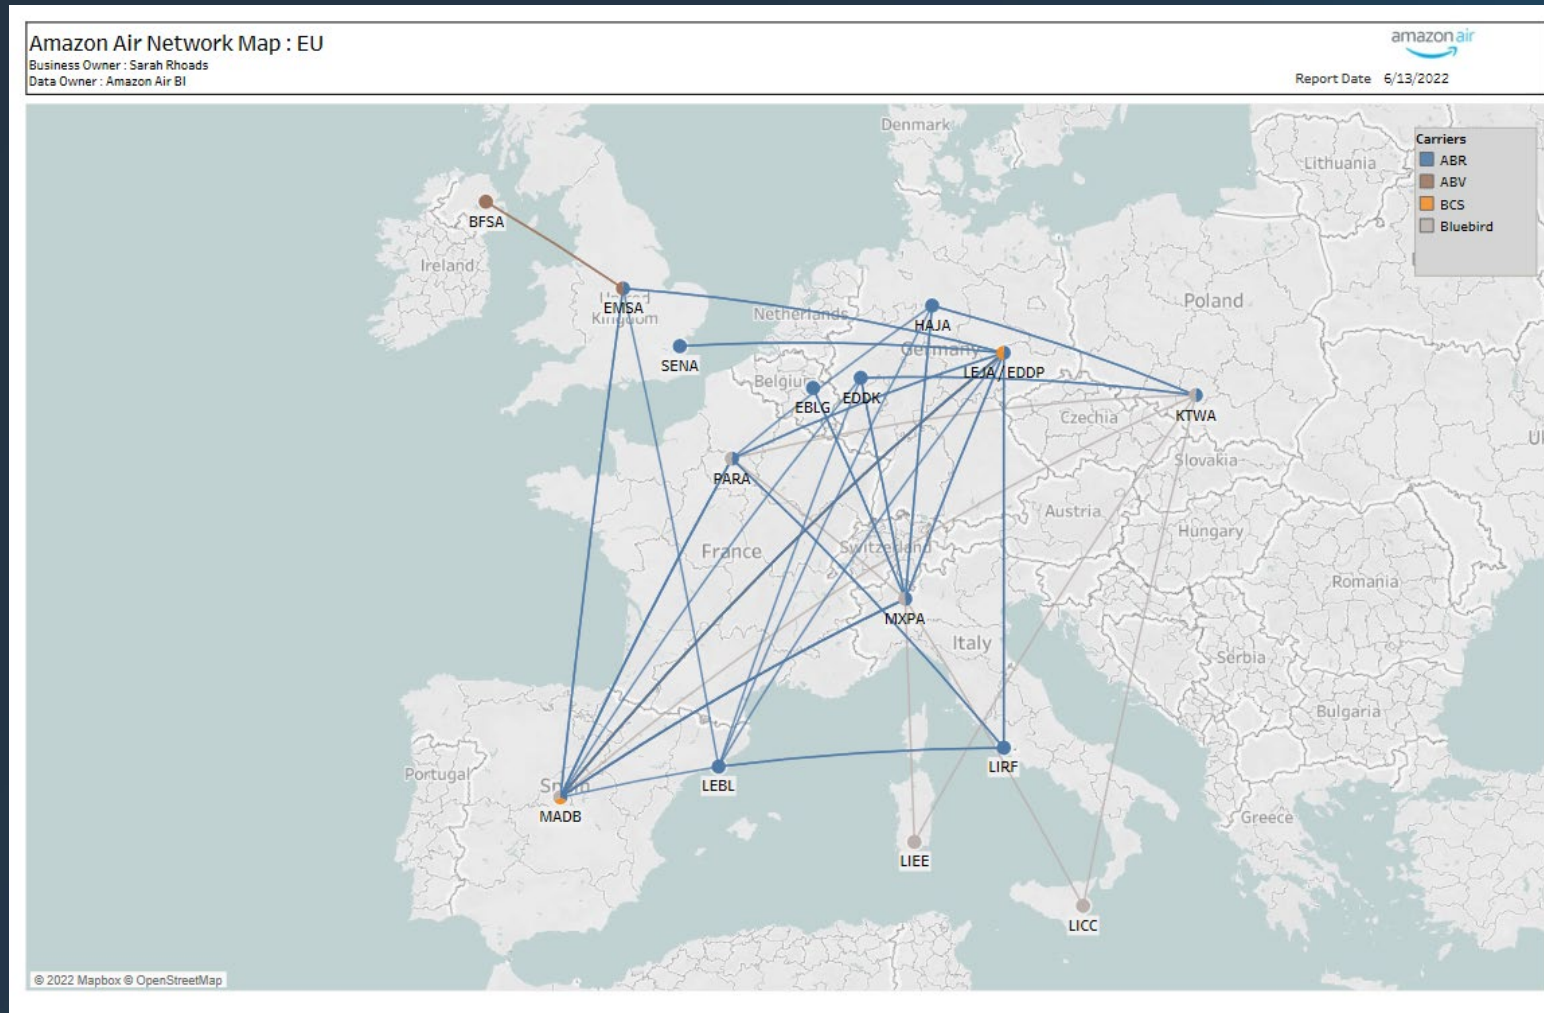 Amazon Air Network Map : EU
Business Owner : Sarah Rhoads
Data Owner : Amazon Air BI
amazon air
Report Date 6/13/2022
Carriers
ABR
ABV
BCS
Bluebird
Denmark
Lithuania
BFSA
Ireland
EMSA
United
Kingdom
Netherlands
HAJA
Poland
Germany
SENA
LEJA / EDDP
Belgium
EBLG
EDDK
Czechia
KTWA
PARA
Slovakia
Austria
France
Switzerland
Hungary
Romania
MXPA
Italy
Serbia
Bulgaria
LEBL
LIRF
Portugal
Spain
MADB
Greece
LIEE
LICC
© 2022 Mapbox © OpenStreetMap